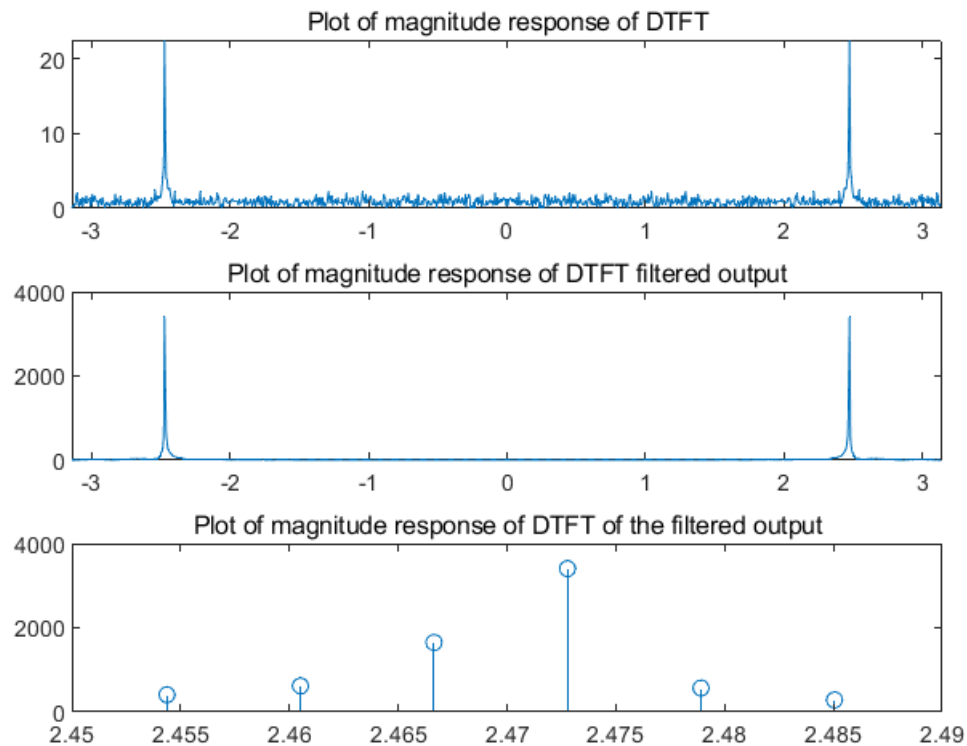 Plot of magnitude response of DTFT
20
10
0
-3 -2 -1 0 1 2 3
Plot of magnitude response of DTFT filtered output
4000
2000
0
-3 -2 -1 0 1 2 3
Plot of magnitude response of DTFT of the filtered output
4000
2000
0
2.45 2.455 2.46 2.465 2.47 2.475 2.48 2.485 2.49